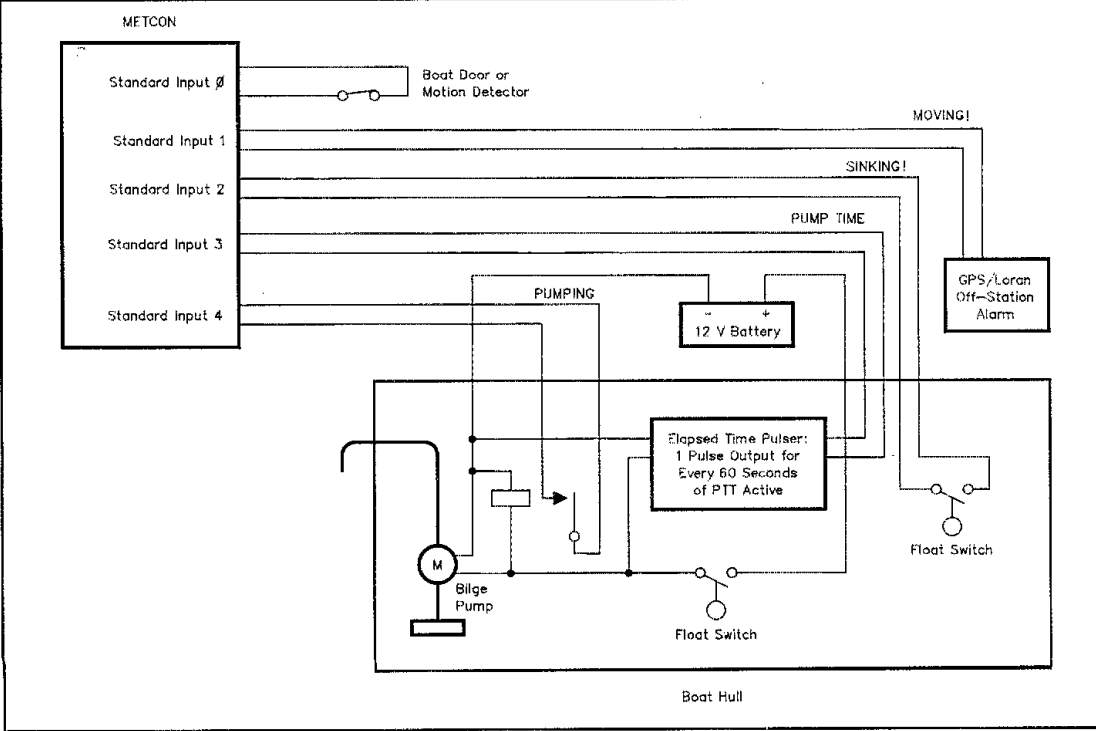 METCON
Standard Input Ø
Boat Door or
Motion Detector
Standard Input 1
MOVING!
Standard Input 2
SINKING!
Standard Input 3
PUMP TIME
Standard Input 4
PUMPING
- +
12 V Battery
GPS/Loran
Off-Station
Alarm
Elapsed Time Pulser:
1 Pulse Output for
Every 60 Seconds
of PTT Active
Float Switch
M
Bilge
Pump
Float Switch
Boat Hull